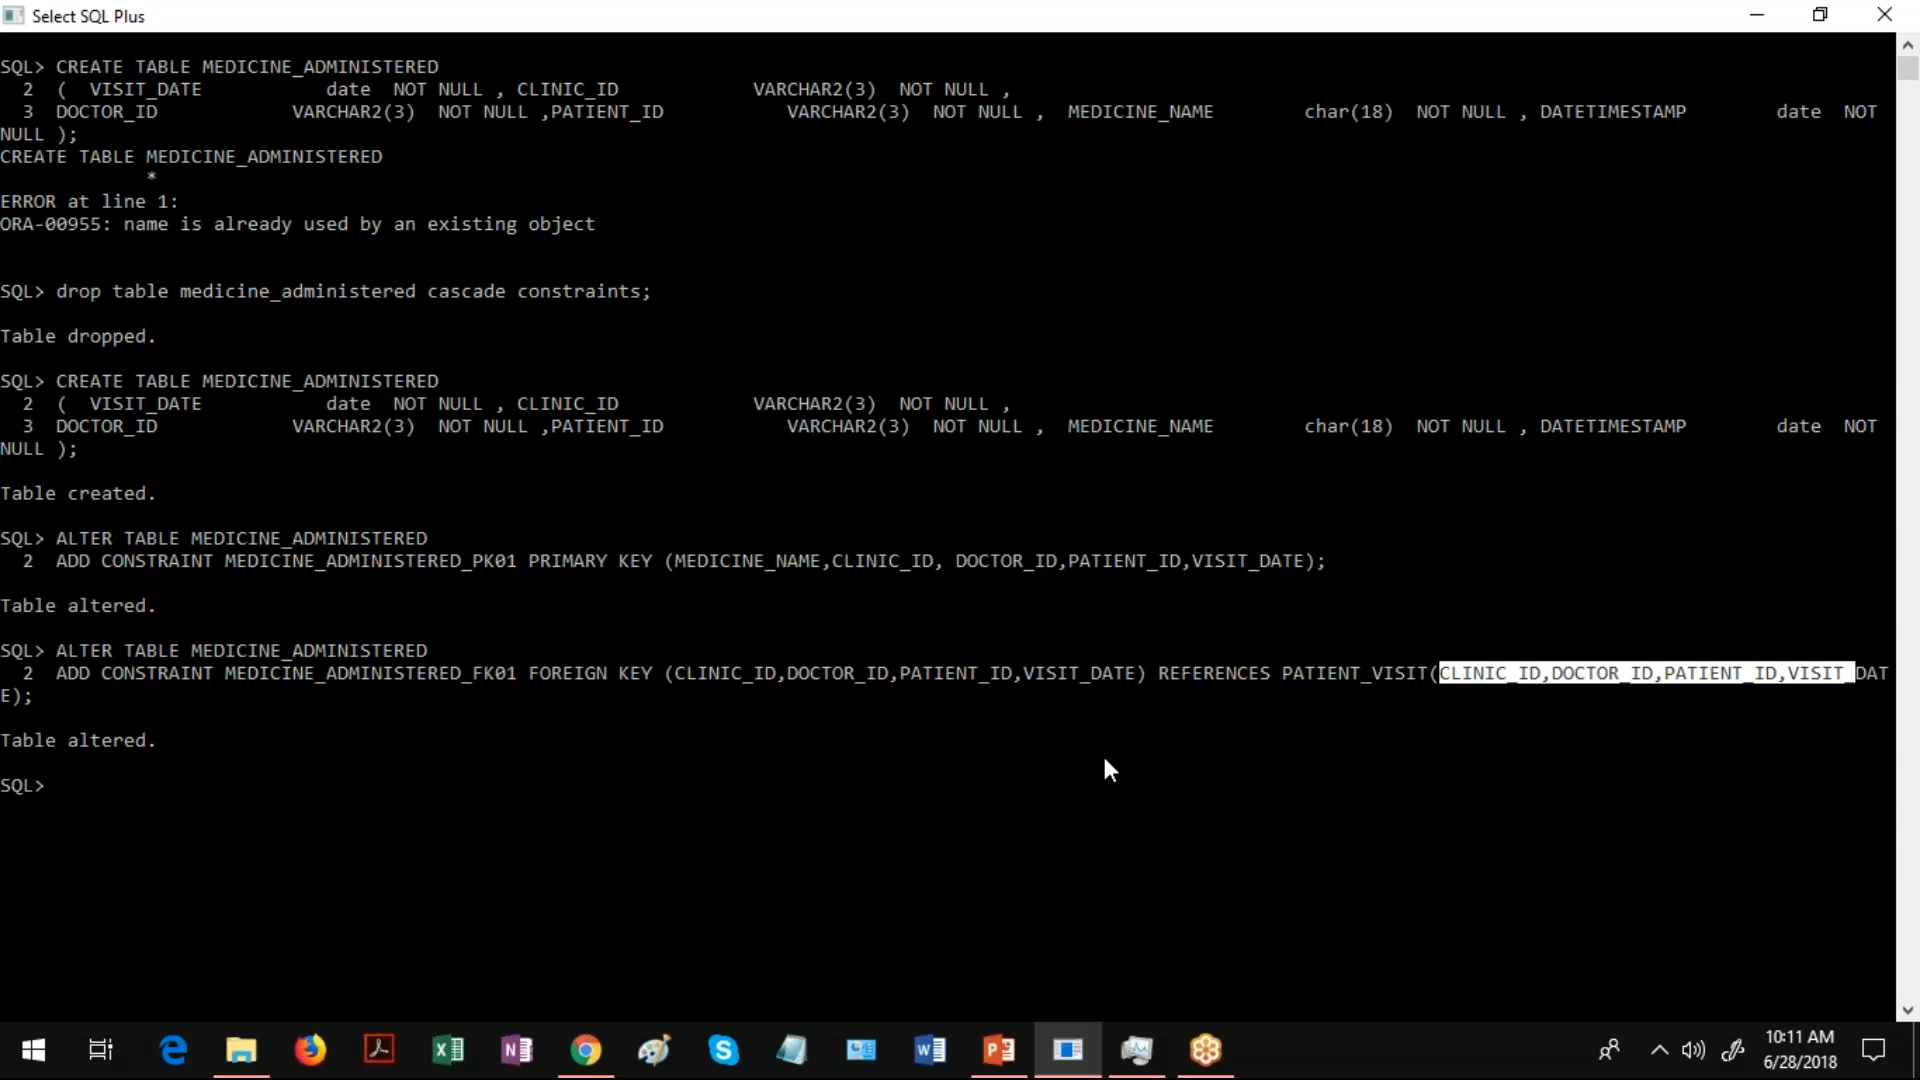 Select SQL Plus
SQL> CREATE TABLE MEDICINE_ADMINISTERED
2 ( VISIT_DATE date NOT NULL , CLINIC_ID VARCHAR2(3) NOT NULL ,
3 DOCTOR_ID VARCHAR2(3) NOT NULL ,PATIENT_ID VARCHAR2(3) NOT NULL , MEDICINE_NAME char(18) NOT NULL , DATETIMESTAMP date NOT
NULL );
CREATE TABLE MEDICINE_ADMINISTERED
*
ERROR at line 1:
ORA-00955: name is already used by an existing object
SQL> drop table medicine_administered cascade constraints;
Table dropped.
SQL> CREATE TABLE MEDICINE_ADMINISTERED
2 ( VISIT_DATE date NOT NULL , CLINIC_ID VARCHAR2(3) NOT NULL ,
3 DOCTOR_ID VARCHAR2(3) NOT NULL ,PATIENT_ID VARCHAR2(3) NOT NULL , MEDICINE_NAME char(18) NOT NULL , DATETIMESTAMP date NOT
NULL );
Table created.
SQL> ALTER TABLE MEDICINE_ADMINISTERED
2 ADD CONSTRAINT MEDICINE_ADMINISTERED_PK01 PRIMARY KEY (MEDICINE_NAME,CLINIC_ID, DOCTOR_ID,PATIENT_ID,VISIT_DATE);
Table altered.
SQL> ALTER TABLE MEDICINE_ADMINISTERED
2 ADD CONSTRAINT MEDICINE_ADMINISTERED_FK01 FOREIGN KEY (CLINIC_ID,DOCTOR_ID,PATIENT_ID,VISIT_DATE) REFERENCES PATIENT_VISIT(CLINIC_ID,DOCTOR_ID,PATIENT_ID,VISIT_DAT
E);
Table altered.
SQL>
10:11 AM
6/28/2018